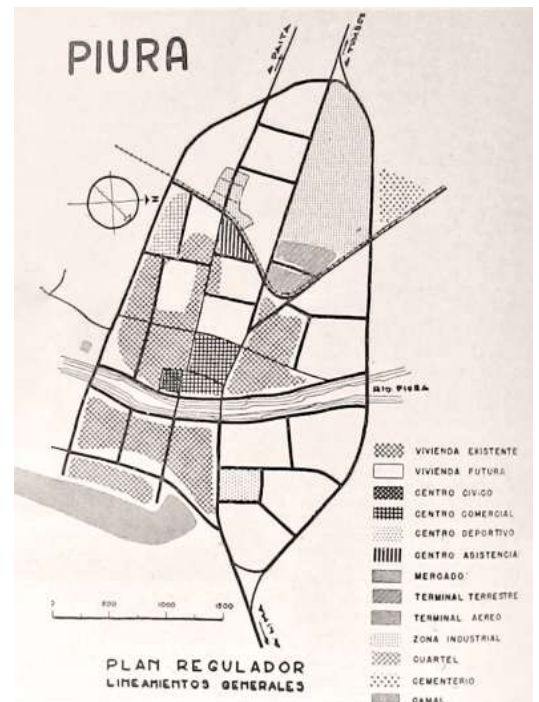 PIURA
PAITA
TUMBES
N
RIO PIURA
VIVIENDA EXISTENTE
VIVIENDA FUTURA
CENTRO CIVICO
CENTRO COMERCIAL
CENTRO DEPORTIVO
CENTRO ASISTENCIA
MERCADO
TERMINAL TERRESTRE
TERMINAL AEREO
ZONA INDUSTRIAL
CUARTEL
CEMENTERIO
CAMAL
0 500 1000 1500
LIMA
PLAN REGULADOR
LINEAMIENTOS GENERALES